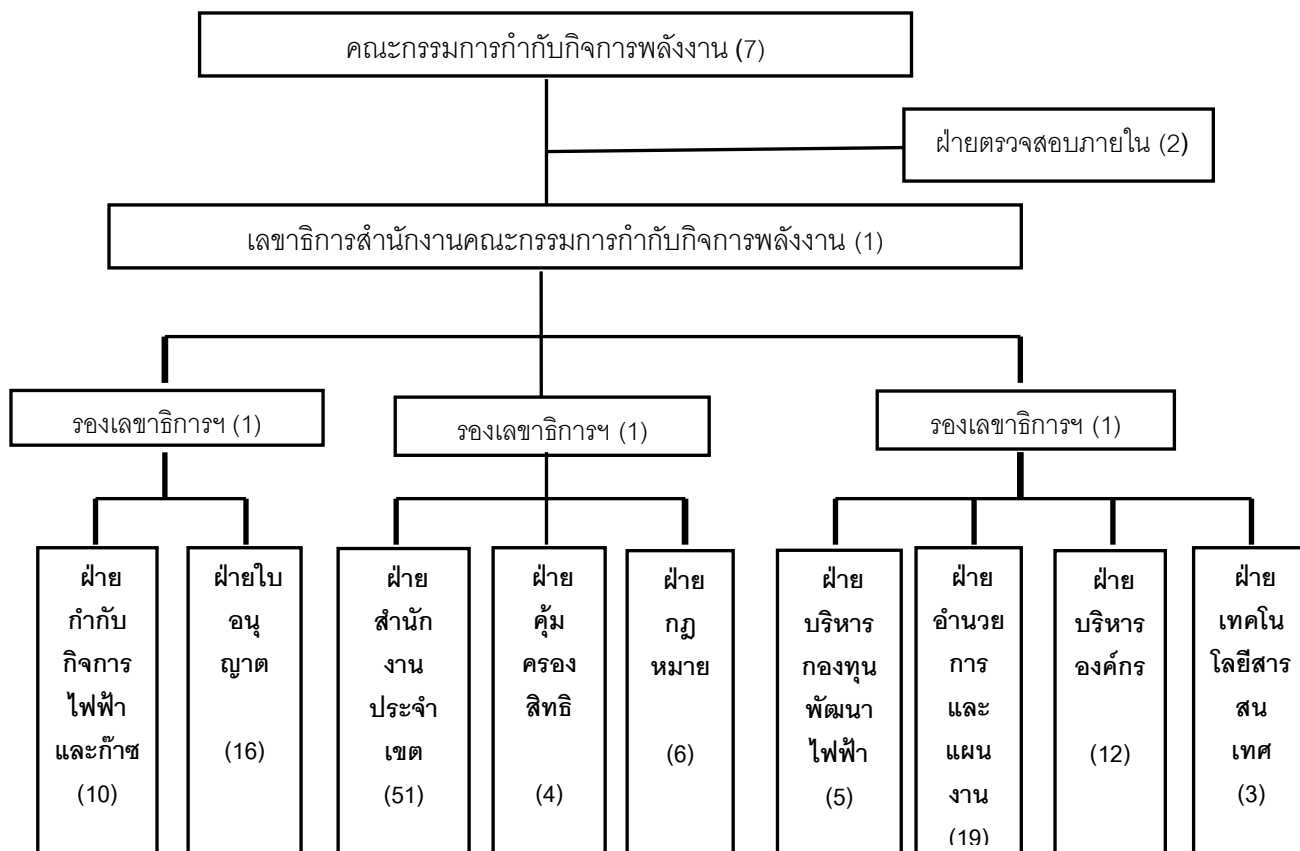 คณะกรรมการกำกับกิจการพลังงาน (7)
ฝ่ายตรวจสอบภายใน (2)
เลขาธิการสำนักงานคณะกรรมการกำกับกิจการพลังงาน (1)
รองเลขาธิการฯ (1)
รองเลขาธิการฯ (1)
รองเลขาธิการฯ (1)
ฝ่าย
กำกับ
กิจการ
ไฟฟ้า
และก๊าซ
(10)
ฝ่ายใบ
อนุ
ญาต
(16)
ฝ่าย
สำนัก
งาน
ประจำ
เขต
(51)
ฝ่าย
คุ้ม
ครอง
สิทธิ
(4)
ฝ่าย
กฎ
หมาย
(6)
ฝ่าย
บริหาร
กองทุน
พัฒนา
ไฟฟ้า
(5)
ฝ่าย
อำนวย
การ
และ
แผน
งาน
(19)
ฝ่าย
บริหาร
องค์กร
(12)
ฝ่าย
เทคโน
โลยีสาร
สน
เทศ
(3)